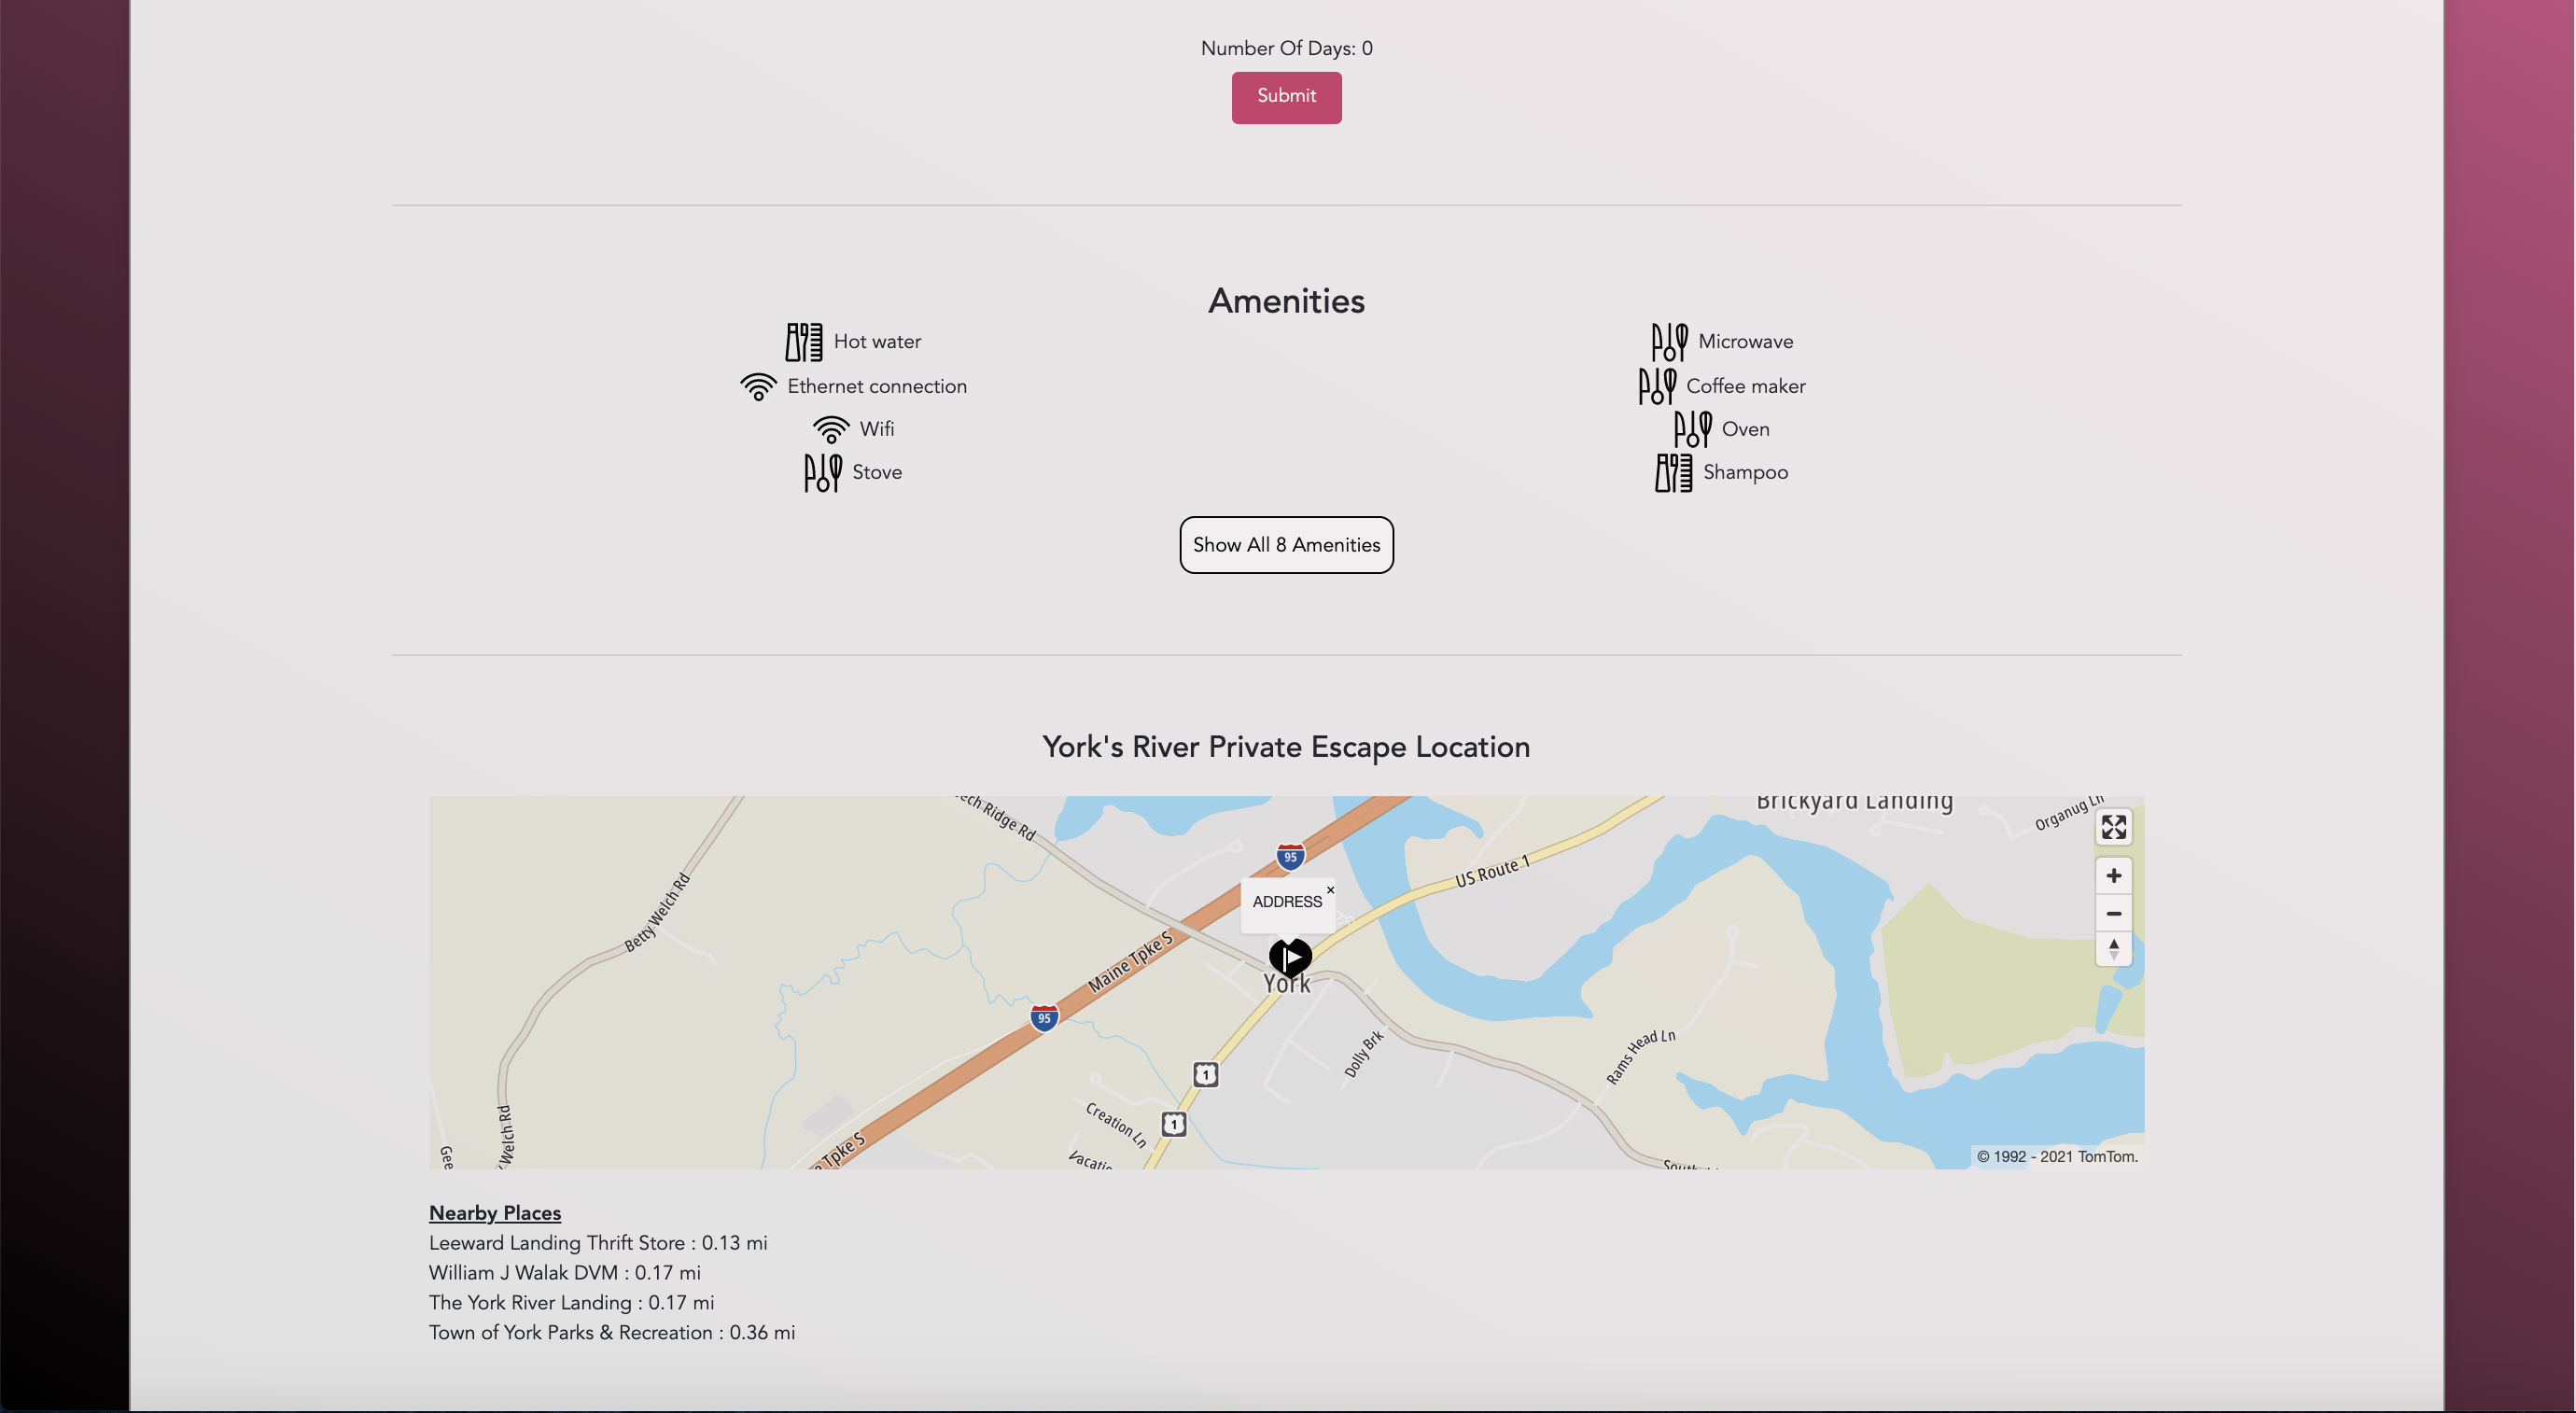 Number Of Days: 0
Submit
Amenities
Hot water
Microwave
Ethernet connection
Coffee maker
Wifi
Oven
Stove
Shampoo
Show All 8 Amenities
York's River Private Escape Location
Brickyard Landing
Organug Ln
Ridge Rd
95
US Route 1
Betty Welch Rd
ADDRESS ×
Maine Tpke S
York
95
Dolly Brk
Rams Head Ln
1
1
Creation Ln
Welch Rd
Tpke S
© 1992 - 2021 TomTom.
Nearby Places
Leeward Landing Thrift Store : 0.13 mi
William J Walak DVM : 0.17 mi
The York River Landing : 0.17 mi
Town of York Parks & Recreation : 0.36 mi